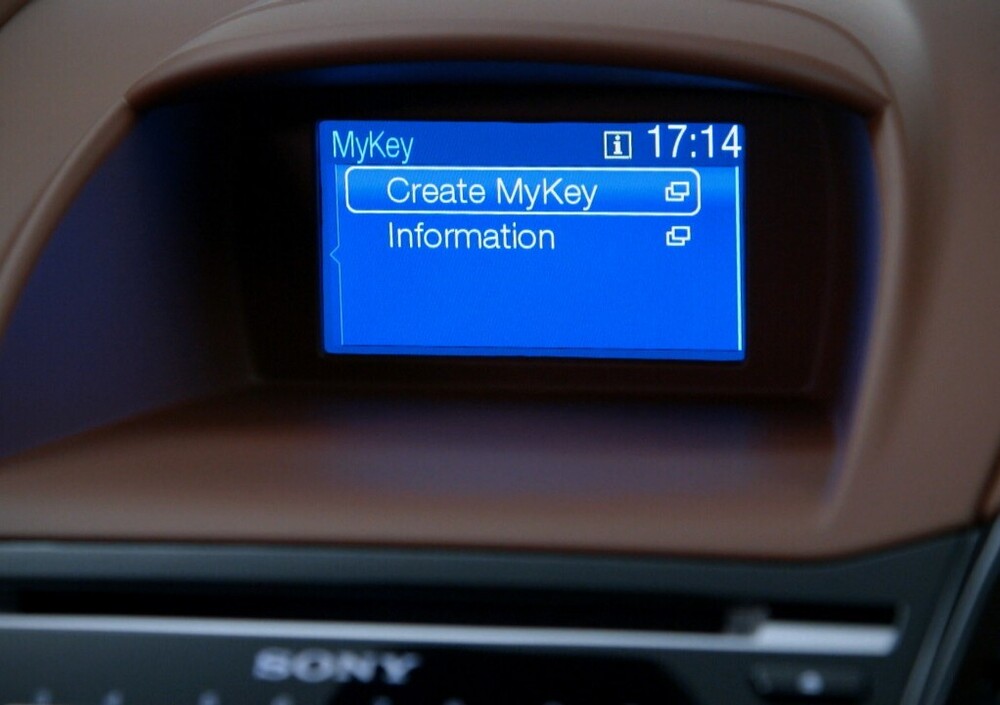 MyKey i 17:14
Create MyKey
Information
SONY